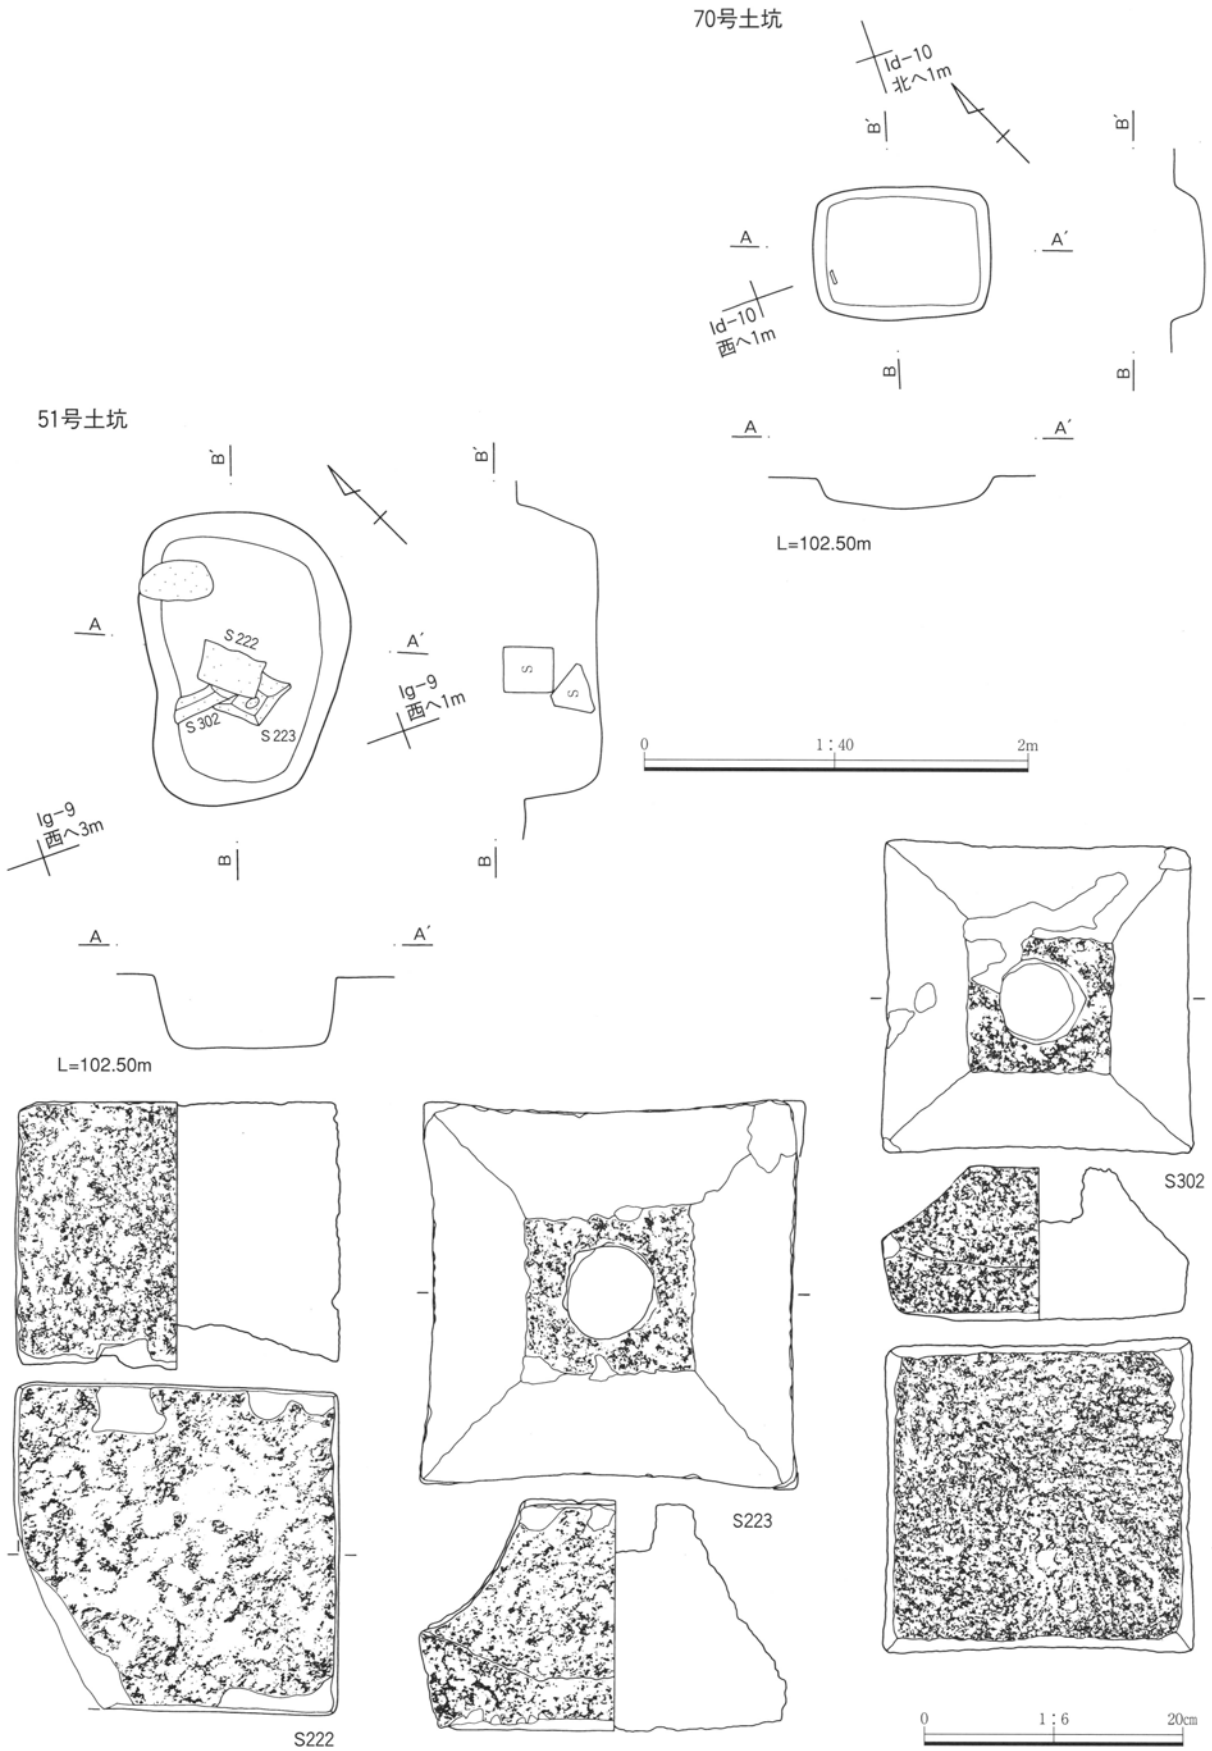 70号土坑
Id-10
北へ1m
B′
B′
A
A′
Id-10
西へ1m
B
B
A
A′
L=102.50m
51号土坑
B′
B′
A
A′
S222
S302
S223
S
S
Ig-9
西へ1m
0 1:40 2m
Ig-9
西へ3m
B
B
A
A′
L=102.50m
S302
S223
S222
0 1:6 20cm